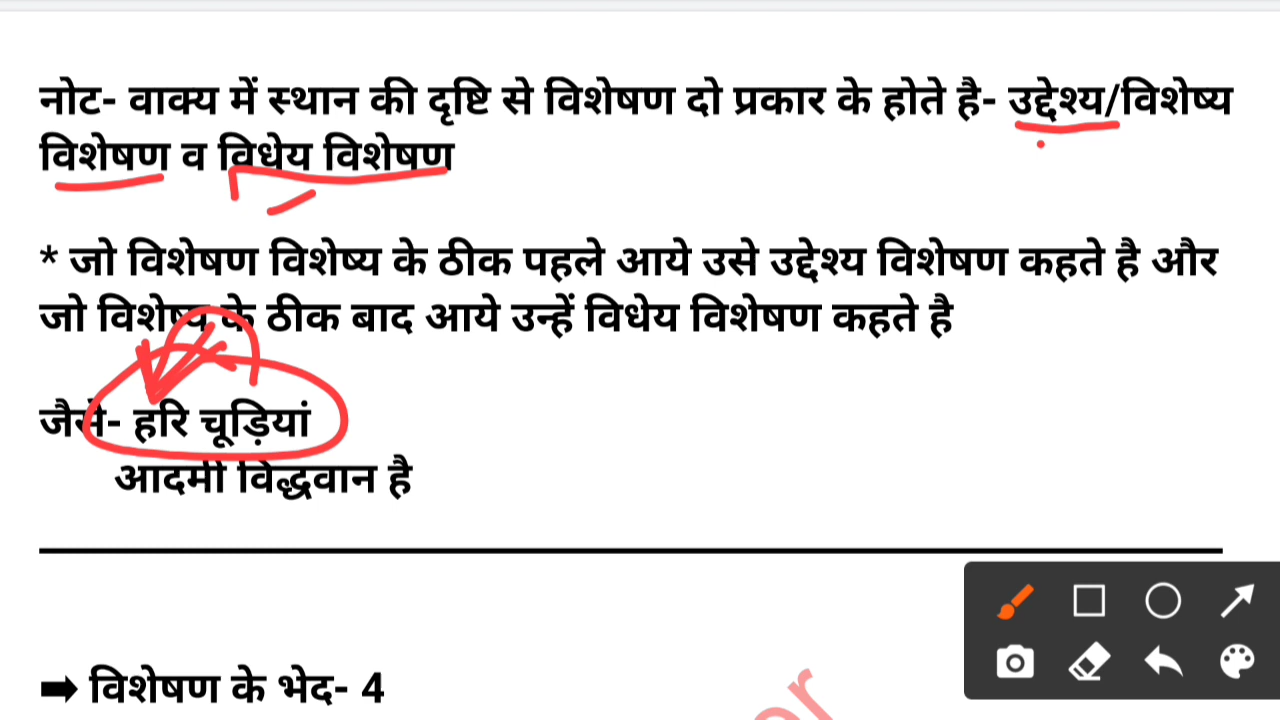 नोट- वाक्य में स्थान की दृष्टि से विशेषण दो प्रकार के होते है- उद्देश्य/विशेष्य
विशेषण व विधेय विशेषण
* जो विशेषण विशेष्य के ठीक पहले आये उसे उद्देश्य विशेषण कहते है और
जो विशेष्य के ठीक बाद आये उन्हें विधेय विशेषण कहते है
जैसे- हरि चूड़ियां
आदमी विद्धवान है
➡ विशेषण के भेद- 4